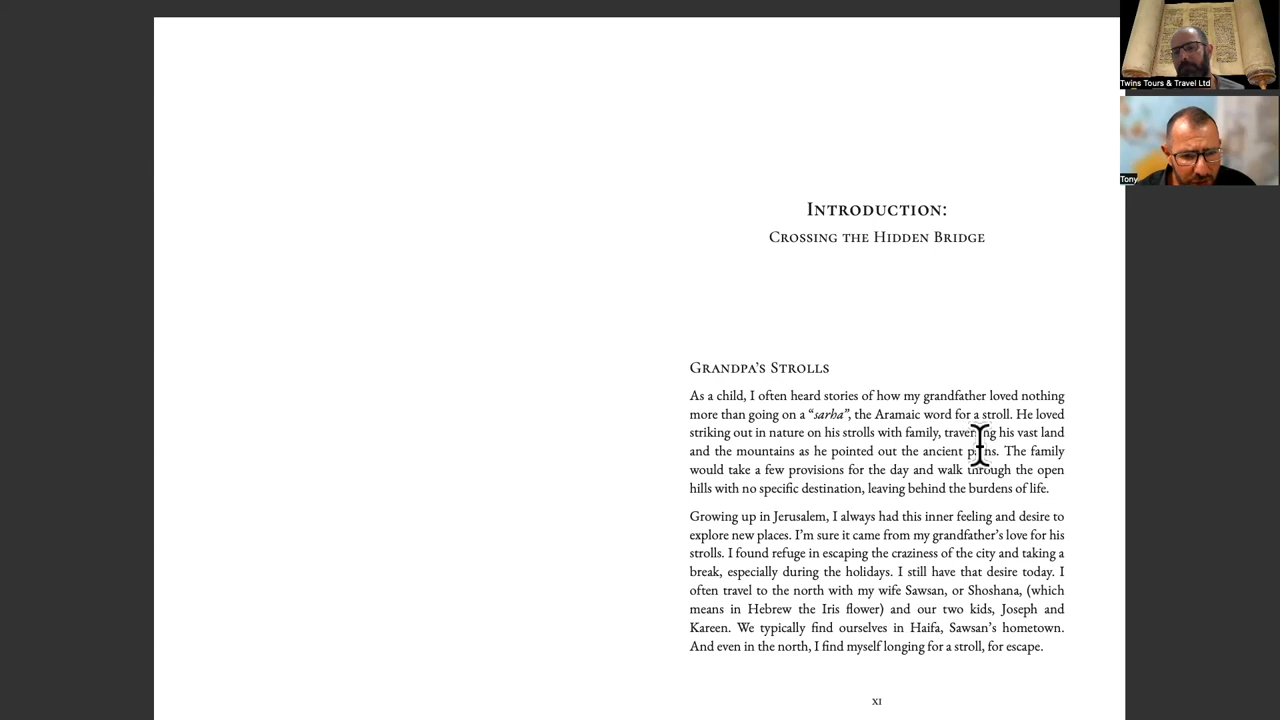 Twins Tours & Travel Ltd
Tony
Introduction:
Crossing the Hidden Bridge
Grandpa's Strolls
As a child, I often heard stories of how my grandfather loved nothing
more than going on a “sarha”, the Aramaic word for a stroll. He loved
striking out in nature on his strolls with family, his vast land
and the mountains as he pointed out the ancient The family
would take a few provisions for the day and walk through the open
hills with no specific destination, leaving behind the burdens of life.
Growing up in Jerusalem, I always had this inner feeling and desire to
explore new places. I’m sure it came from my grandfather’s love for his
strolls. I found refuge in escaping the craziness of the city and taking a
break, especially during the holidays. I still have that desire today. I
often travel to the north with my wife Sawsan, or Shoshana, (which
means in Hebrew the Iris flower) and our two kids, Joseph and
Kareen. We typically find ourselves in Haifa, Sawsan’s hometown.
And even in the north, I find myself longing for a stroll, for escape.
XI